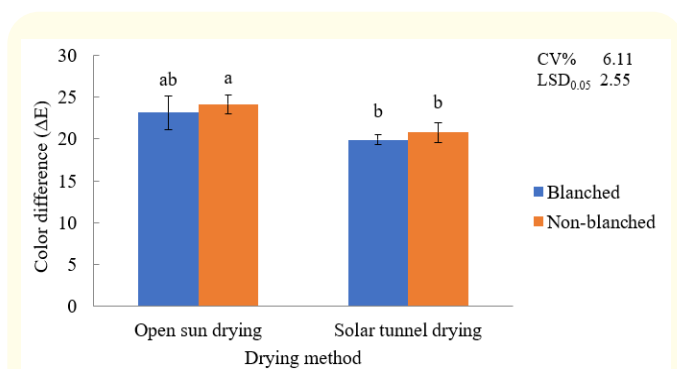 30
25
20
15
10
5
0
Color difference (ΔE)
ab
a
b
b
CV% 6.11
LSD0.05 2.55
Blanched
Non-blanched
Open sun drying Solar tunnel drying
Drying method